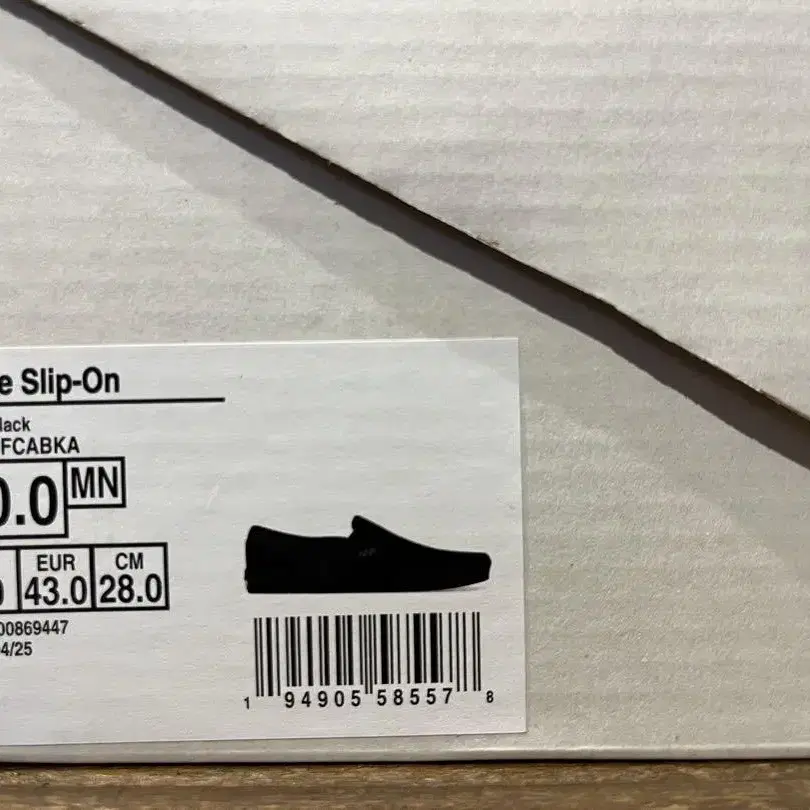 e Slip-On
lack
FCABKA
0.0 MN
EUR CM
0 43.0 28.0
00869447
4/25
1 94905 58557 8